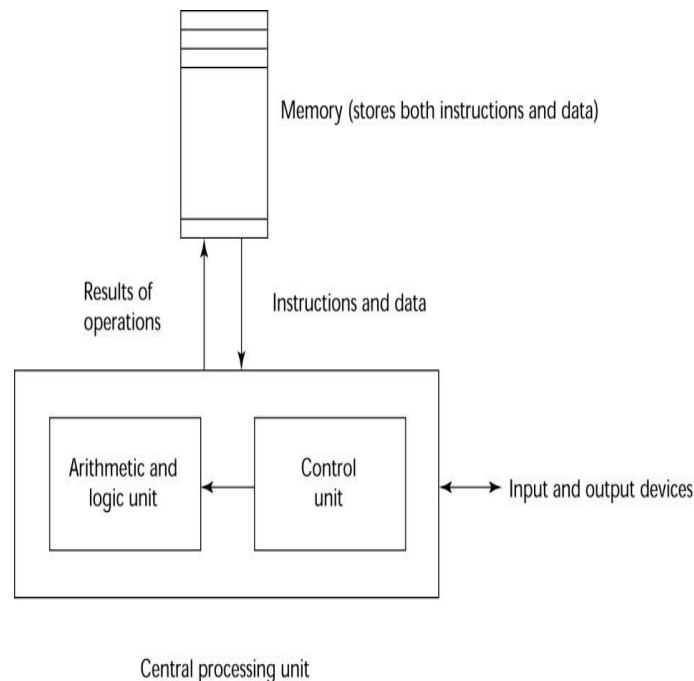 Memory (stores both instructions and data)
Results of
operations
Instructions and data
Arithmetic and
logic unit
Control
unit
Input and output devices
Central processing unit